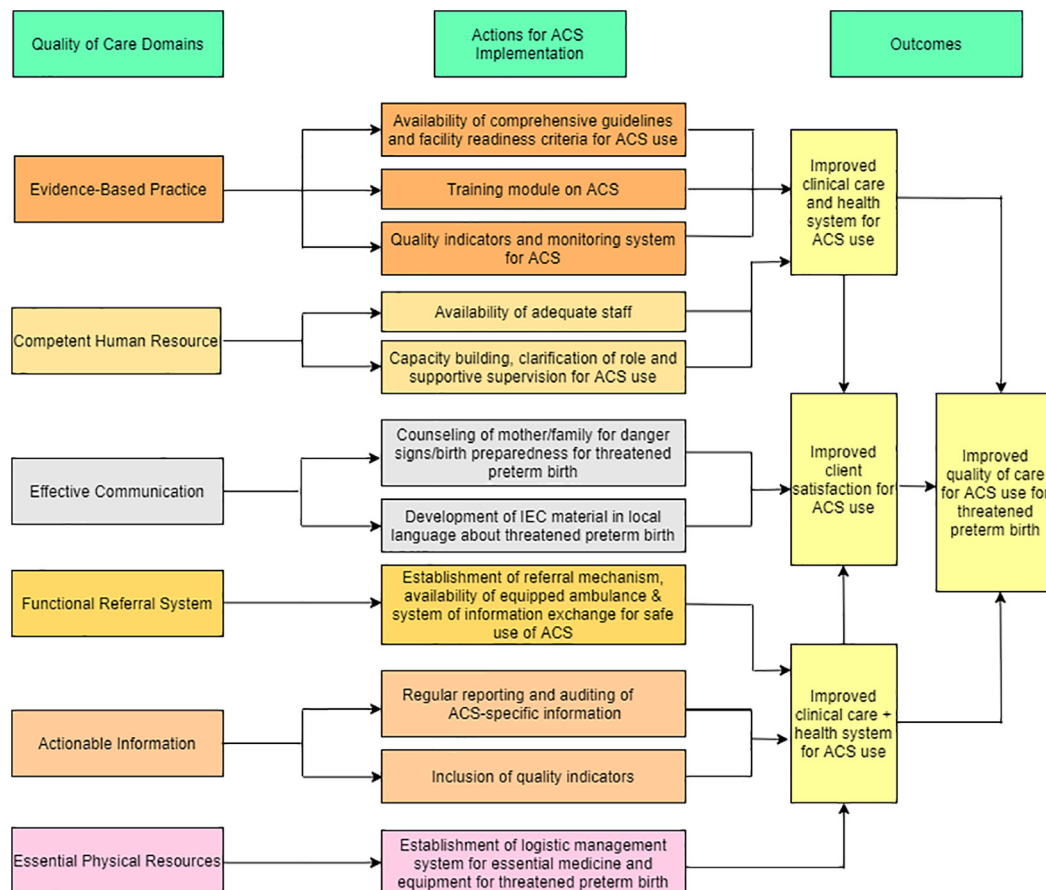 Quality of Care Domains
Actions for ACS
Implementation
Outcomes
Evidence-Based Practice
Availability of comprehensive guidelines
and facility readiness criteria for ACS use
Training module on ACS
Quality indicators and monitoring system
for ACS
Improved
clinical care
and health
system for
ACS use
Competent Human Resource
Availability of adequate staff
Capacity building, clarification of role and
supportive supervision for ACS use
Effective Communication
Counseling of mother/family for danger
signs/birth preparedness for threatened
preterm birth
Development of IEC material in local
language about threatened preterm birth
Improved
client
satisfaction for
ACS use
Improved
quality of care
for ACS use for
threatened
preterm birth
Functional Referral System
Establishment of referral mechanism,
availability of equipped ambulance &
system of information exchange for safe
use of ACS
Actionable Information
Regular reporting and auditing of
ACS-specific information
Inclusion of quality indicators
Improved
clinical care +
health system
for ACS use
Essential Physical Resources
Establishment of logistic management
system for essential medicine and
equipment for threatened preterm birth